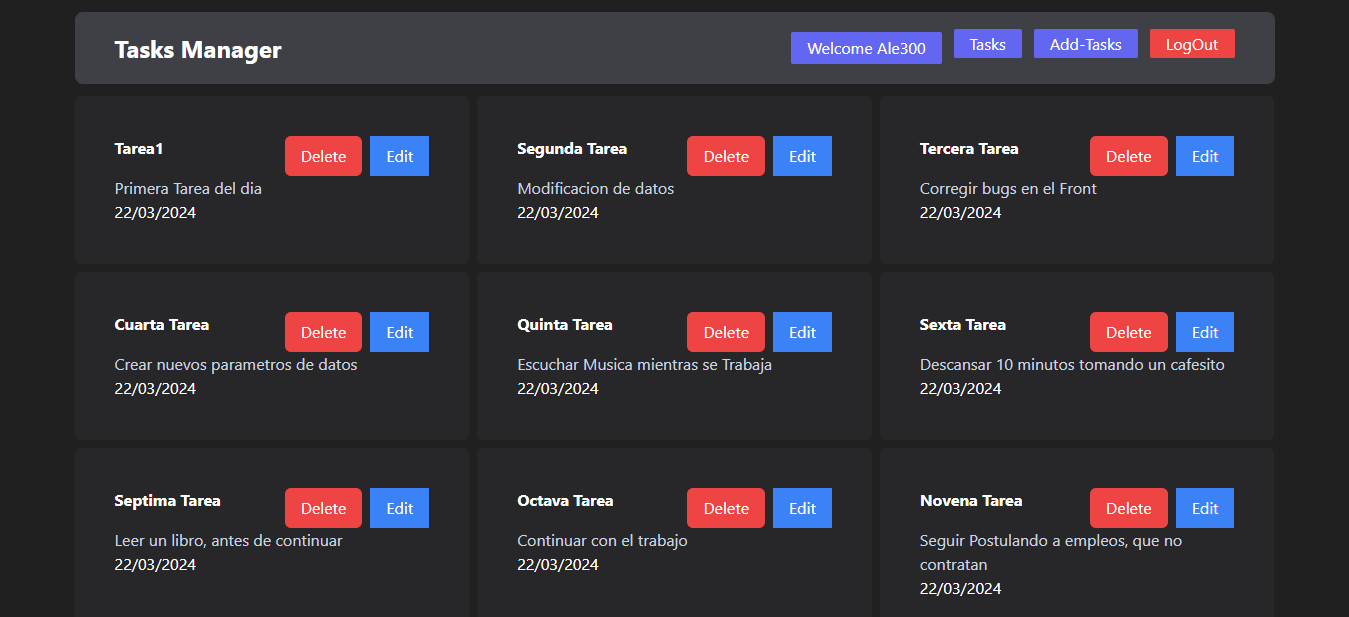 Tasks Manager
Welcome Ale300
Tasks
Add-Tasks
LogOut
Tarea1
Delete
Edit
Primera Tarea del dia
22/03/2024
Segunda Tarea
Delete
Edit
Modificacion de datos
22/03/2024
Tercera Tarea
Delete
Edit
Corregir bugs en el Front
22/03/2024
Cuarta Tarea
Delete
Edit
Crear nuevos parametros de datos
22/03/2024
Quinta Tarea
Delete
Edit
Escuchar Musica mientras se Trabaja
22/03/2024
Sexta Tarea
Delete
Edit
Descansar 10 minutos tomando un cafesito
22/03/2024
Septima Tarea
Delete
Edit
Leer un libro, antes de continuar
22/03/2024
Octava Tarea
Delete
Edit
Continuar con el trabajo
22/03/2024
Novena Tarea
Delete
Edit
Seguir Postulando a empleos, que no
contratan
22/03/2024